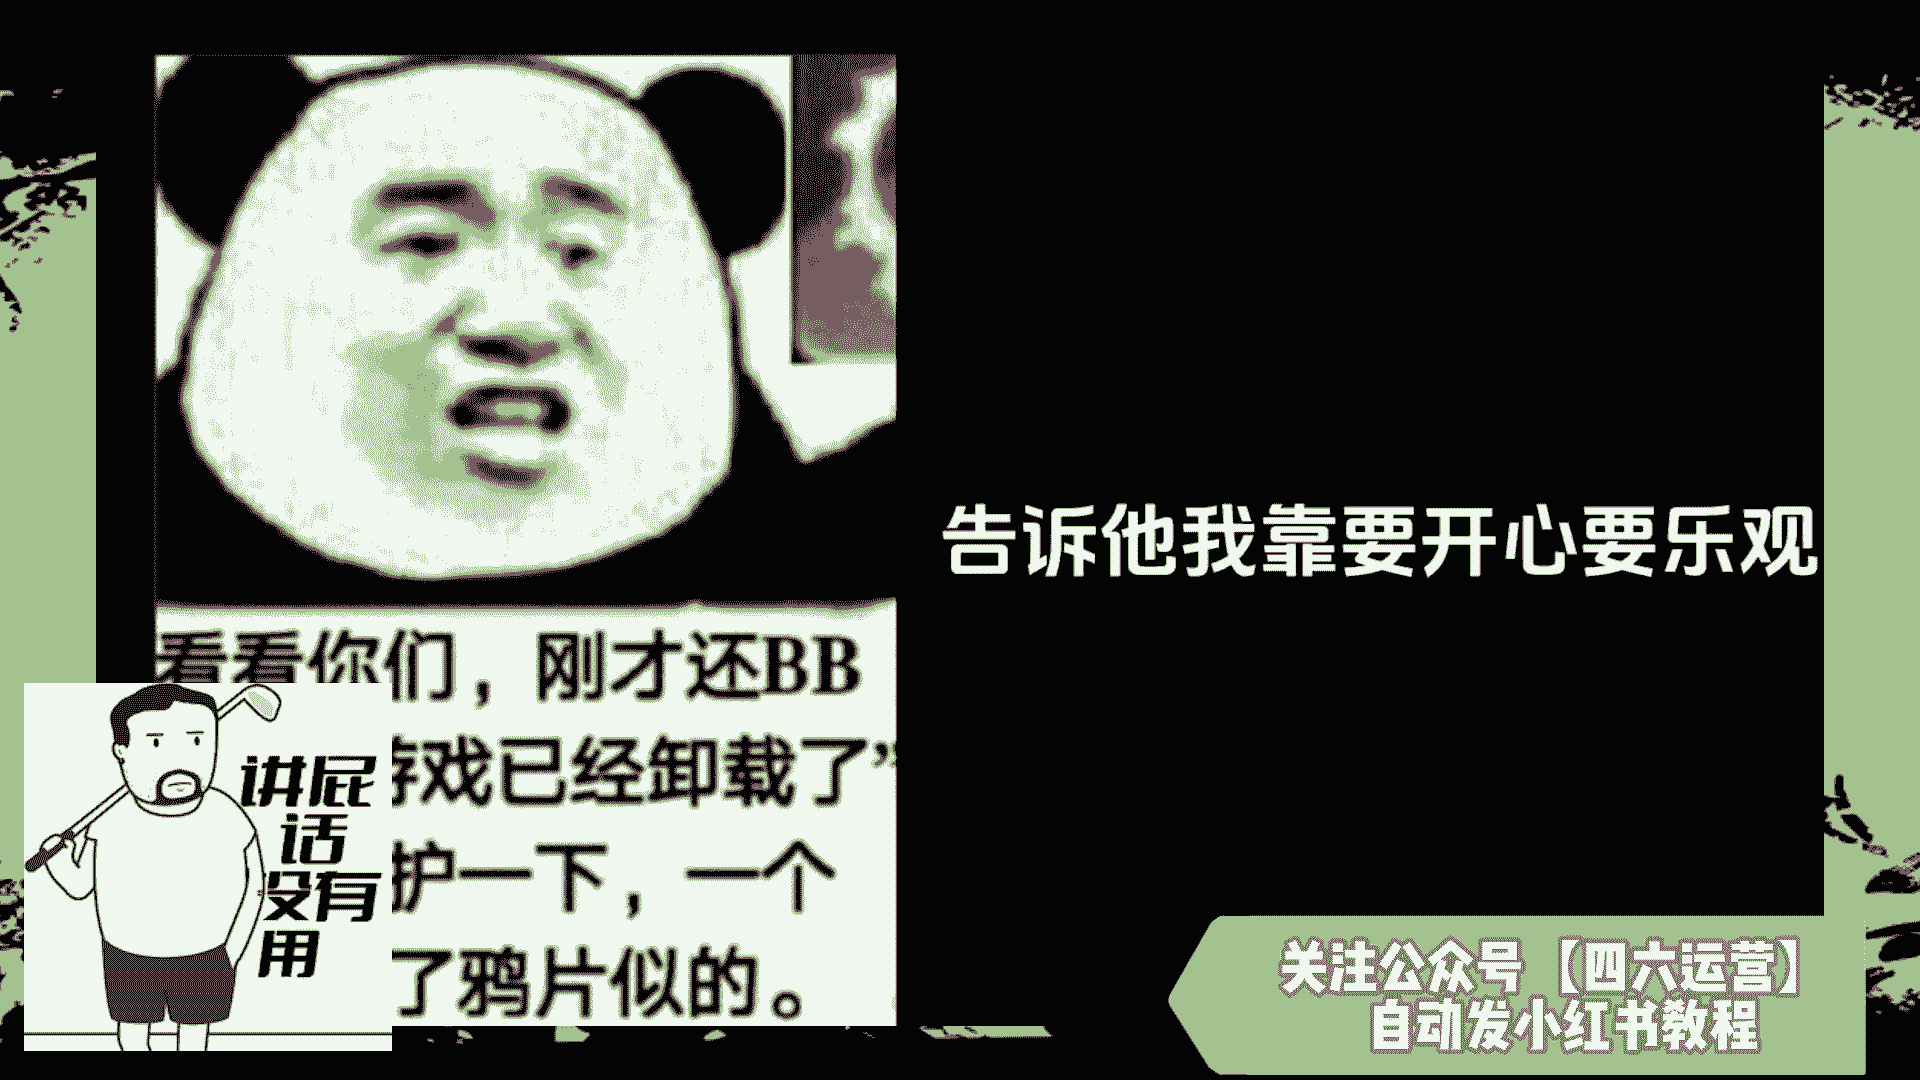 看看你们，刚才还BB
游戏已经卸载了”
护一下，一个
了鸦片似的。
讲屁
话
没有
用
告诉他我靠要开心要乐观
关注公众号【四六运营】
自动发小红书教程